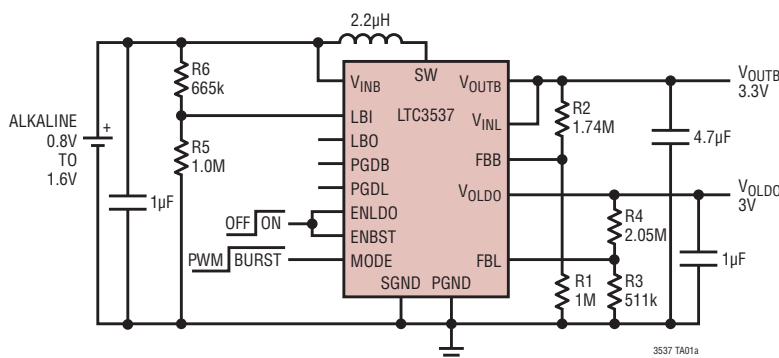 2.2µH
R6
665k
VINB
SW
VOUTB
VOUTB
3.3V
LTC3537
VINL
R2
1.74M
4.7µF
ALKALINE
0.8V
TO
1.6V
+
LBI
LBO
R5
1.0M
PGDB
PGDL
FBB
VOLDO
VOLDO
3V
1µF
OFF ON
ENLDO
ENBST
R4
2.05M
1µF
PWM BURST
MODE
FBL
SGND PGND
R1
1M
R3
511k
3537 TA01a